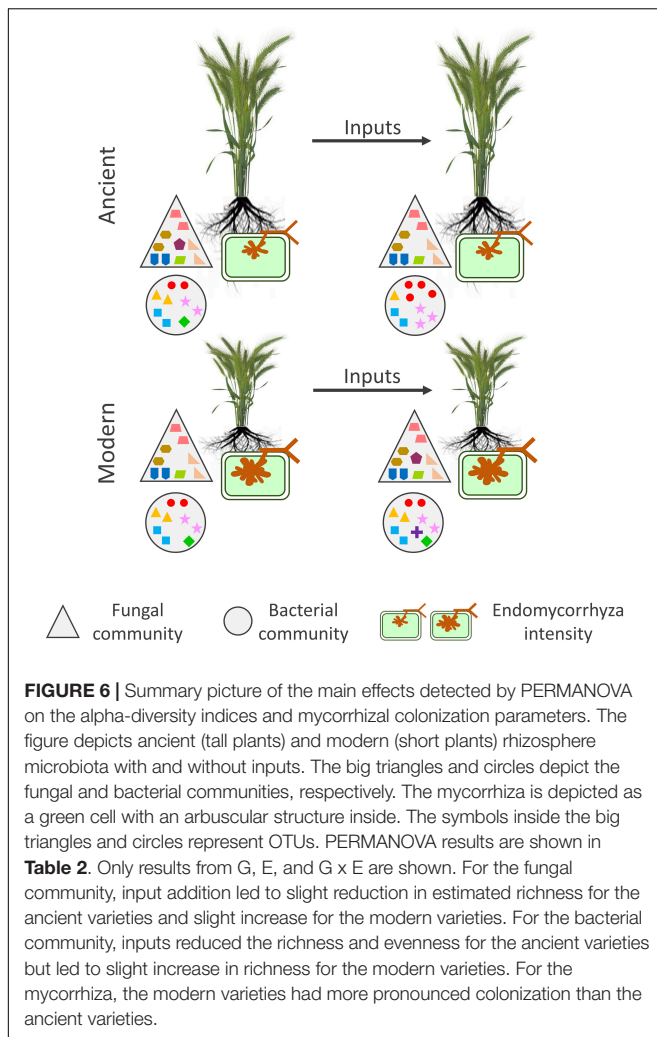 Ancient
Inputs
Modern
Inputs
Fungal
community
Bacterial
community
Endomycorrhyza
intensity
FIGURE 6 | Summary picture of the main effects detected by PERMANOVA
on the alpha-diversity indices and mycorrhizal colonization parameters. The
figure depicts ancient (tall plants) and modern (short plants) rhizosphere
microbiota with and without inputs. The big triangles and circles depict the
fungal and bacterial communities, respectively. The mycorrhiza is depicted as
a green cell with an arbuscular structure inside. The symbols inside the big
triangles and circles represent OTUs. PERMANOVA results are shown in
Table 2. Only results from G, E, and G x E are shown. For the fungal
community, input addition led to slight reduction in estimated richness for the
ancient varieties and slight increase for the modern varieties. For the bacterial
community, inputs reduced the richness and evenness for the ancient varieties
but led to slight increase in richness for the modern varieties. For the
mycorrhiza, the modern varieties had more pronounced colonization than the
ancient varieties.